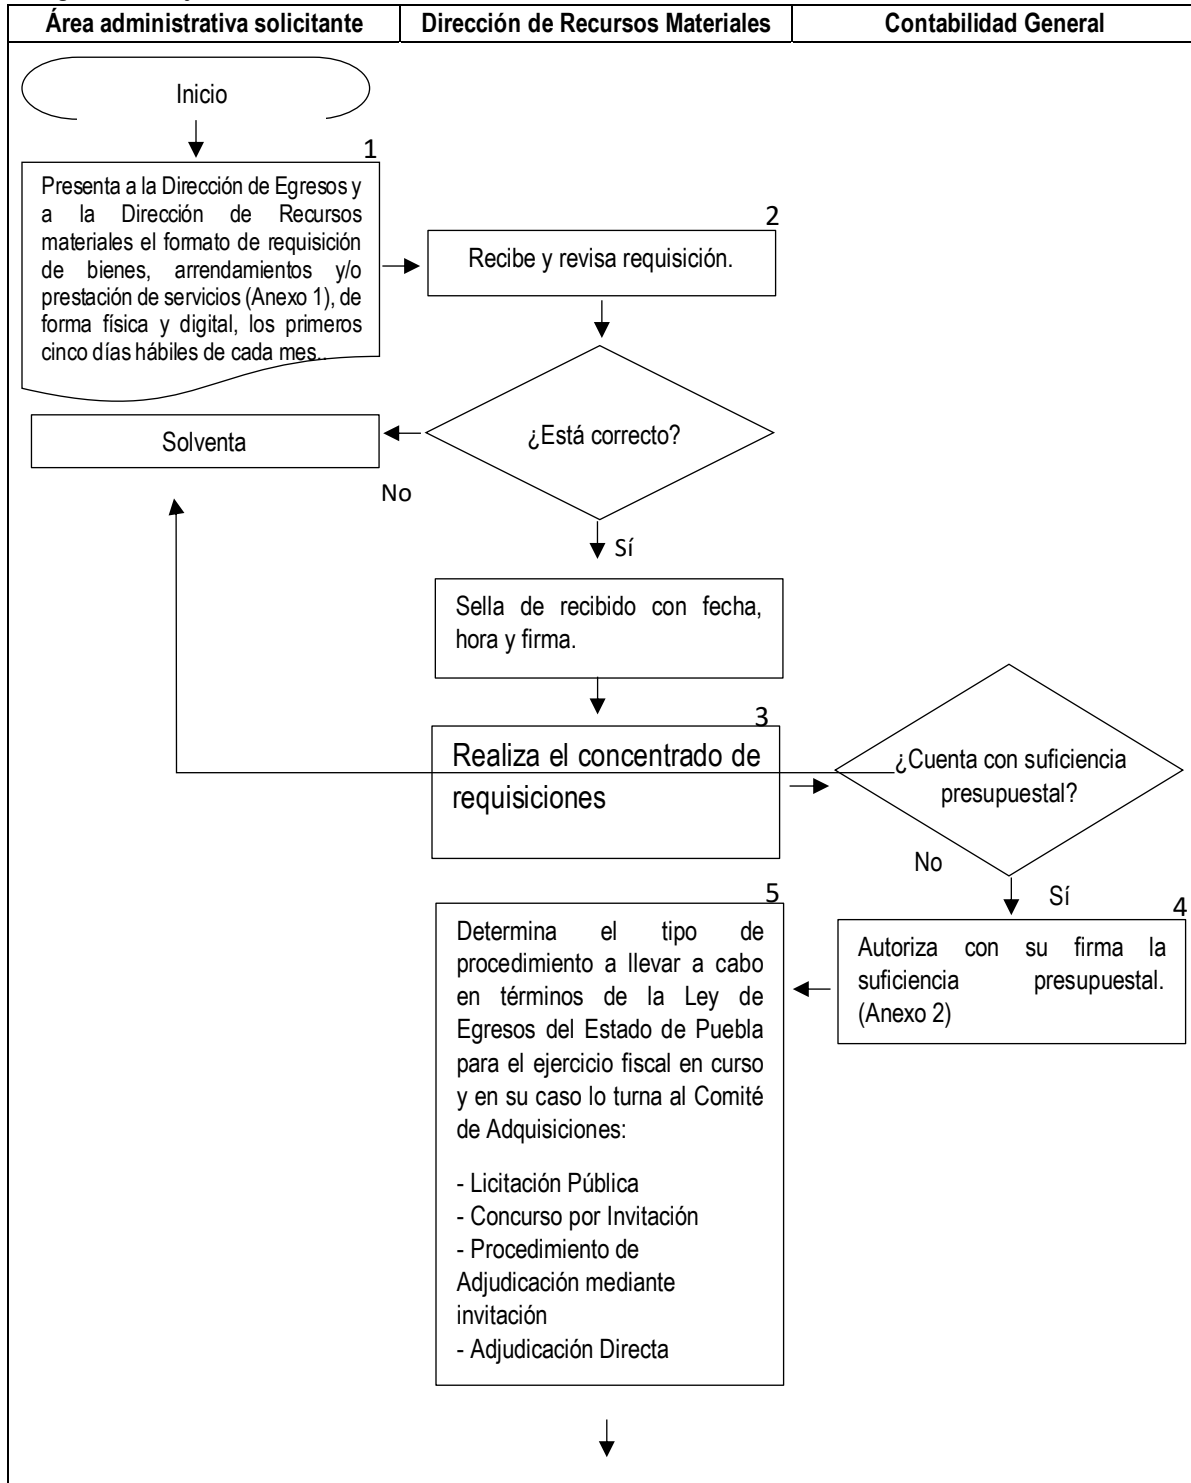 Área administrativa solicitante
Dirección de Recursos Materiales
Contabilidad General
Inicio
1
Presenta a la Dirección de Egresos y
a la Dirección de Recursos
materiales el formato de requisición
de bienes, arrendamientos y/o
prestación de servicios (Anexo 1), de
forma física y digital, los primeros
cinco días hábiles de cada mes..
2
Recibe y revisa requisición.
¿Está correcto?
Solventa
No
Sí
Sella de recibido con fecha,
hora y firma.
3
Realiza el concentrado de
requisiciones
¿Cuenta con suficiencia
presupuestal?
No
Sí
4
Autoriza con su firma la
suficiencia presupuestal.
(Anexo 2)
5
Determina el tipo de
procedimiento a llevar a cabo
en términos de la Ley de
Egresos del Estado de Puebla
para el ejercicio fiscal en curso
y en su caso lo turna al Comité
de Adquisiciones:
- Licitación Pública
- Concurso por Invitación
- Procedimiento de
Adjudicación mediante
invitación
- Adjudicación Directa